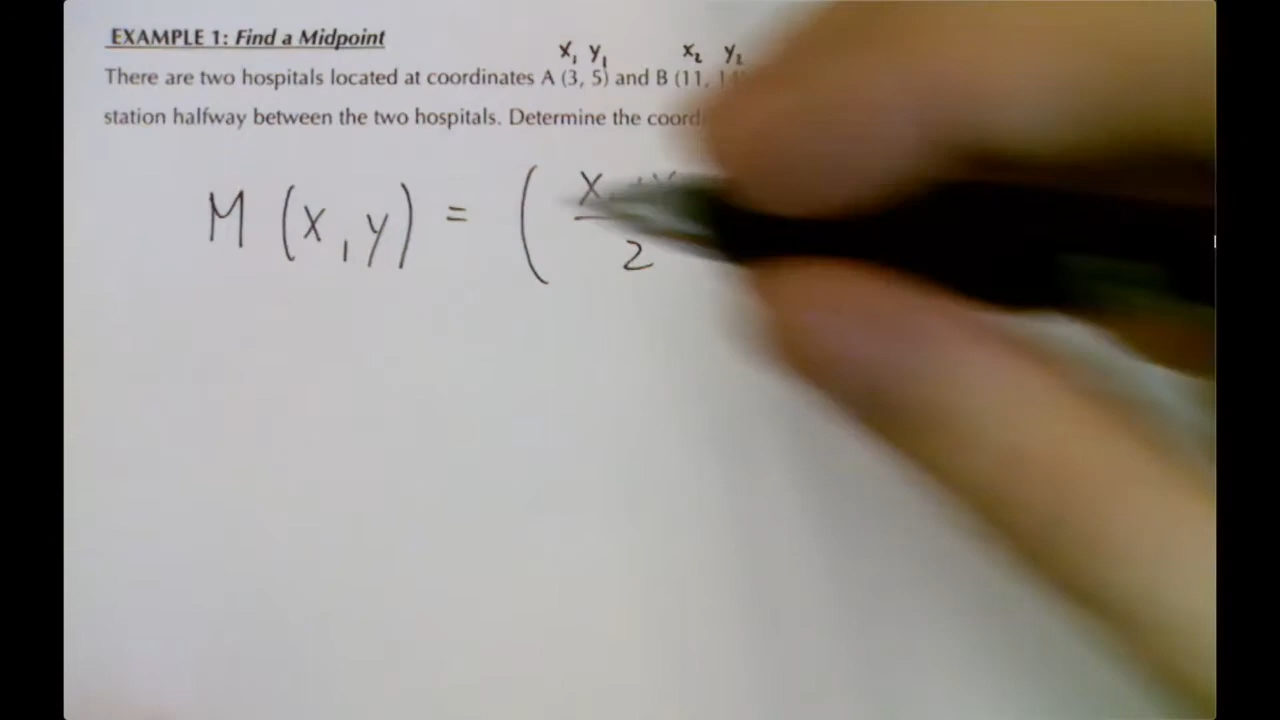 EXAMPLE 1: Find a Midpoint
x₁ y₁ x₂ y₂
There are two hospitals located at coordinates A (3, 5) and B (11,
station halfway between the two hospitals. Determine the
M (x, y) = ( x
2